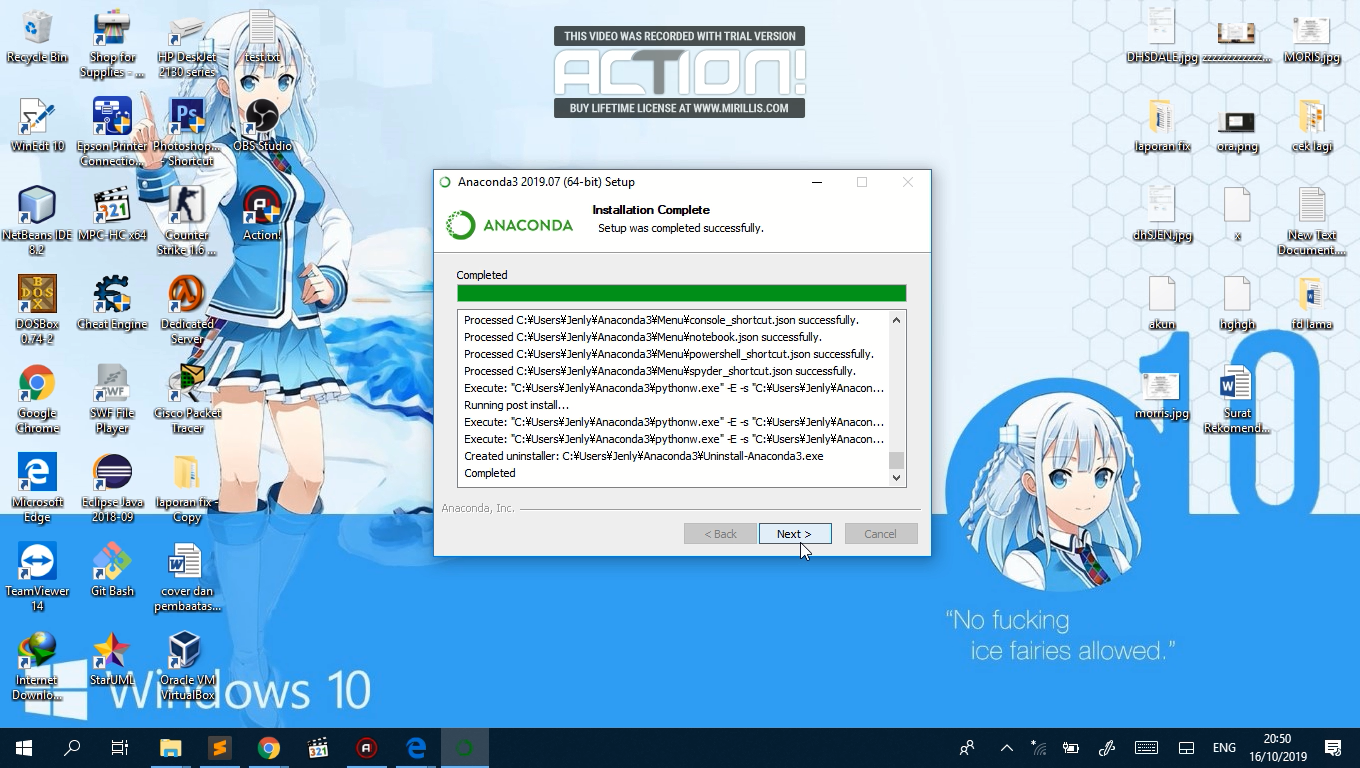 Recycle Bin
Shop for
Supplies - ...
HP DeskJet
2130 series
test.txt
WinEdt 10
Epson Printer
Connectio...
Photoshop...
- Shortcut
OBS Studio
NetBeans IDE
8.2
MPC-HC x64
Counter
Strike 1.6 ...
Action!
DOSBox
0.74-2
Cheat Engine
Dedicated
Server
Google
Chrome
SWF File
Player
Cisco Packet
Tracer
Microsoft
Edge
Eclipse Java
2018-09
laporan fix -
Copy
TeamViewer
14
Git Bash
cover dan
pembaatas...
Internet
Downlo...
StarUML
Oracle VM
VirtualBox
Windows 10
THIS VIDEO WAS RECORDED WITH TRIAL VERSION
ACTION!
BUY LIFETIME LICENSE AT WWW.MIRILLIS.COM
Anaconda3 2019.07 (64-bit) Setup
ANACONDA
Installation Complete
Setup was completed successfully.
Completed
Processed C:¥Users¥Jenly¥Anaconda3¥Menu¥console_shortcut.json successfully.
Processed C:¥Users¥Jenly¥Anaconda3¥Menu¥notebook.json successfully.
Processed C:¥Users¥Jenly¥Anaconda3¥Menu¥powershell_shortcut.json successfully.
Processed C:¥Users¥Jenly¥Anaconda3¥Menu¥spyder_shortcut.json successfully.
Execute: "C:¥Users¥Jenly¥Anaconda3¥pythonw.exe" -E -s "C:¥Users¥Jenly¥Anacon...
Running post install...
Execute: "C:¥Users¥Jenly¥Anaconda3¥pythonw.exe" -E -s "C:¥Users¥Jenly¥Anacon...
Execute: "C:¥Users¥Jenly¥Anaconda3¥pythonw.exe" -E -s "C:¥Users¥Jenly¥Anacon...
Created uninstaller: C:¥Users¥Jenly¥Anaconda3¥Uninstall-Anaconda3.exe
Completed
Anaconda, Inc.
< Back
Next >
Cancel
DHSDALE.jpg
zzzzzzzzzzzz...
MORIS.jpg
laporan fix
ora.png
cek lagi
dhSJEN.jpg
x
New Text
Document....
akun
hghgh
fd lama
morris.jpg
Surat
Rekomend...
10
“No fucking
ice fairies allowed.”
ENG
20:50
16/10/2019